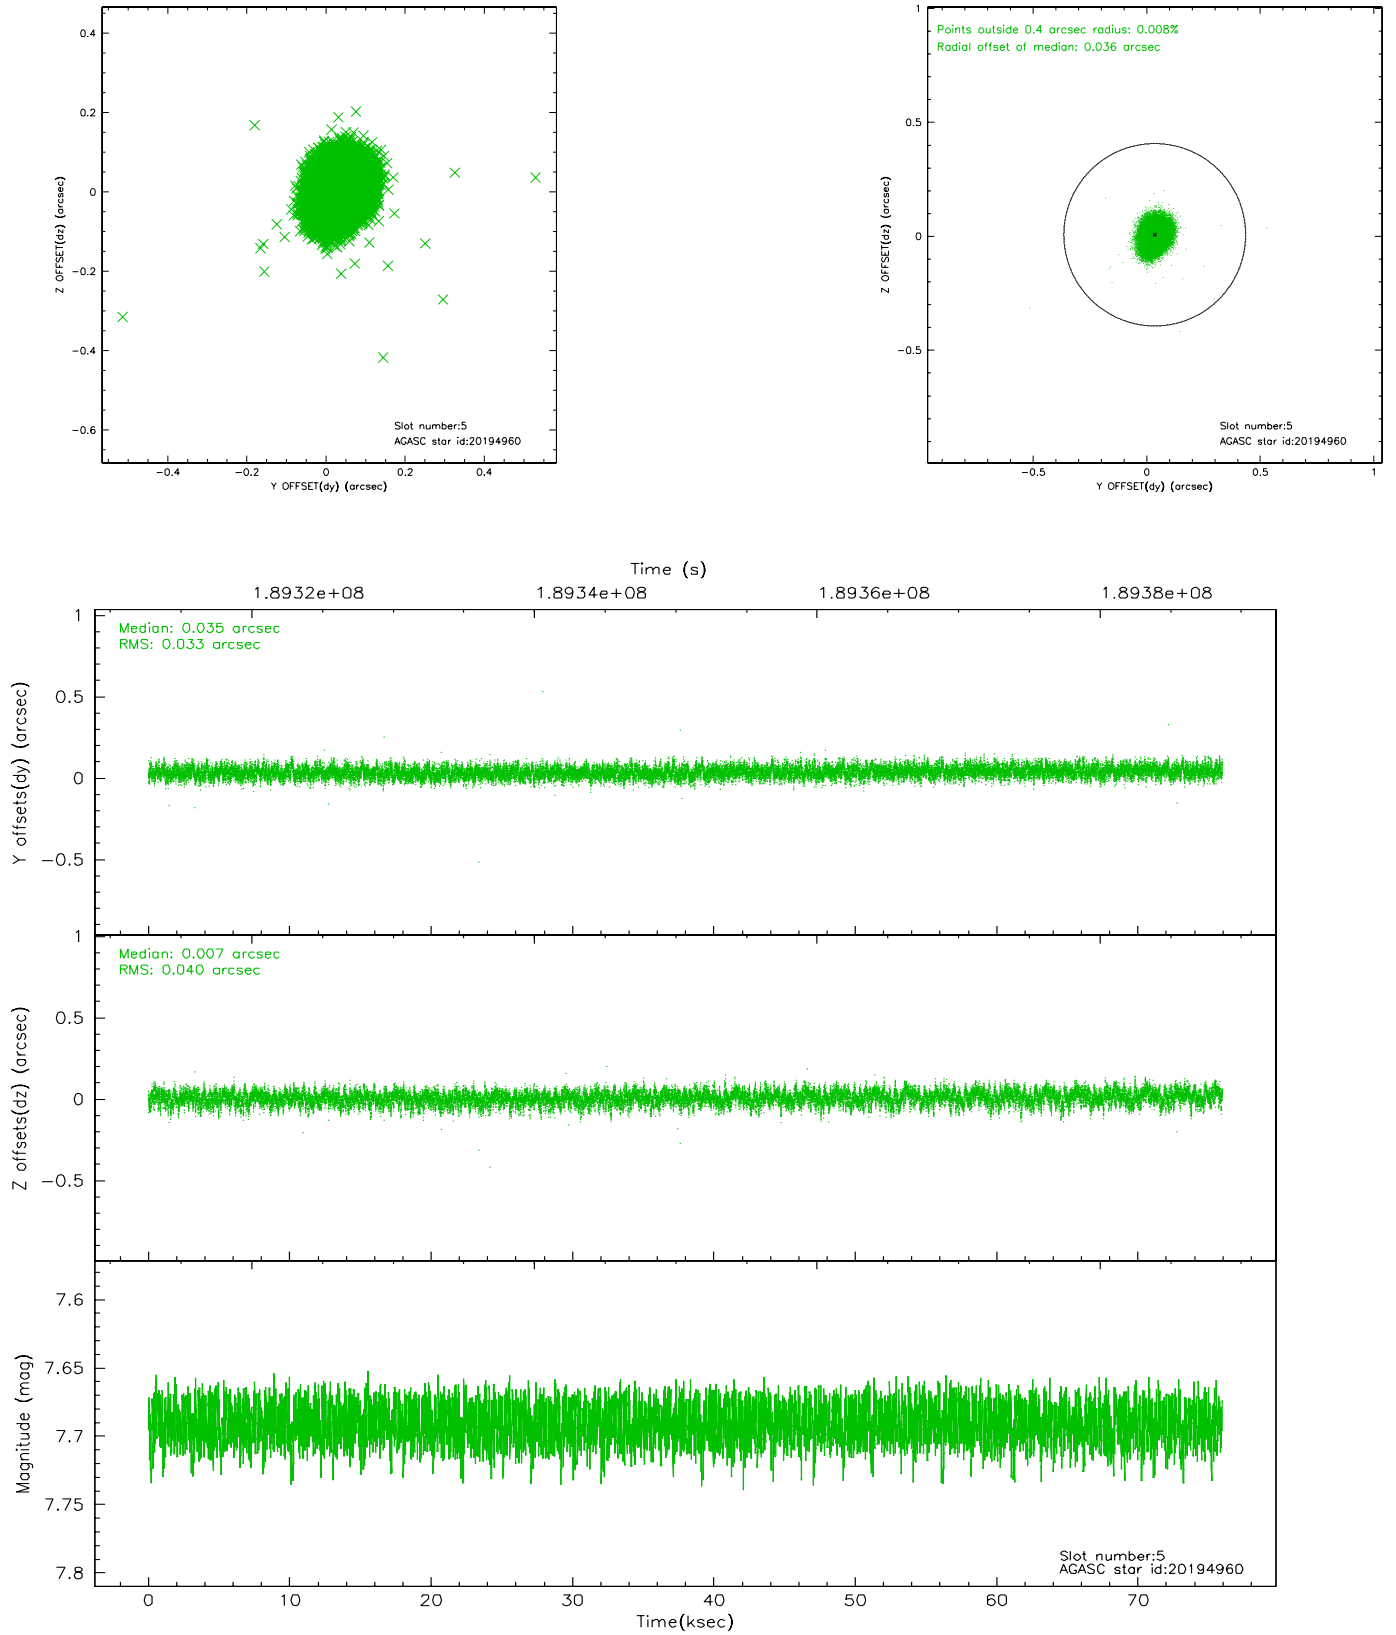 0.4
0.2
0
-0.2
-0.4
-0.6
Z OFFSET(dz) (arcsec)
Slot number:5
AGASC star id:20194960
-0.4
-0.2
0
0.2
0.4
Y OFFSET(dy) (arcsec)
Points outside 0.4 arcsec radius: 0.008%
Radial offset of median: 0.036 arcsec
1
0.5
0
-0.5
Z OFFSET(dz) (arcsec)
Slot number:5
AGASC star id:20194960
-0.5
0
0.5
1
Y OFFSET(dy) (arcsec)
Time (s)
1.8932e+08
1.8934e+08
1.8936e+08
1.8938e+08
Median: 0.035 arcsec
RMS: 0.033 arcsec
1
0.5
0
-0.5
Y offsets(dy) (arcsec)
Median: 0.007 arcsec
RMS: 0.040 arcsec
1
0.5
0
-0.5
Z offsets(dz) (arcsec)
7.6
7.65
7.7
7.75
7.8
Magnitude (mag)
Slot number:5
AGASC star id:20194960
0
10
20
30
40
50
60
70
Time(ksec)